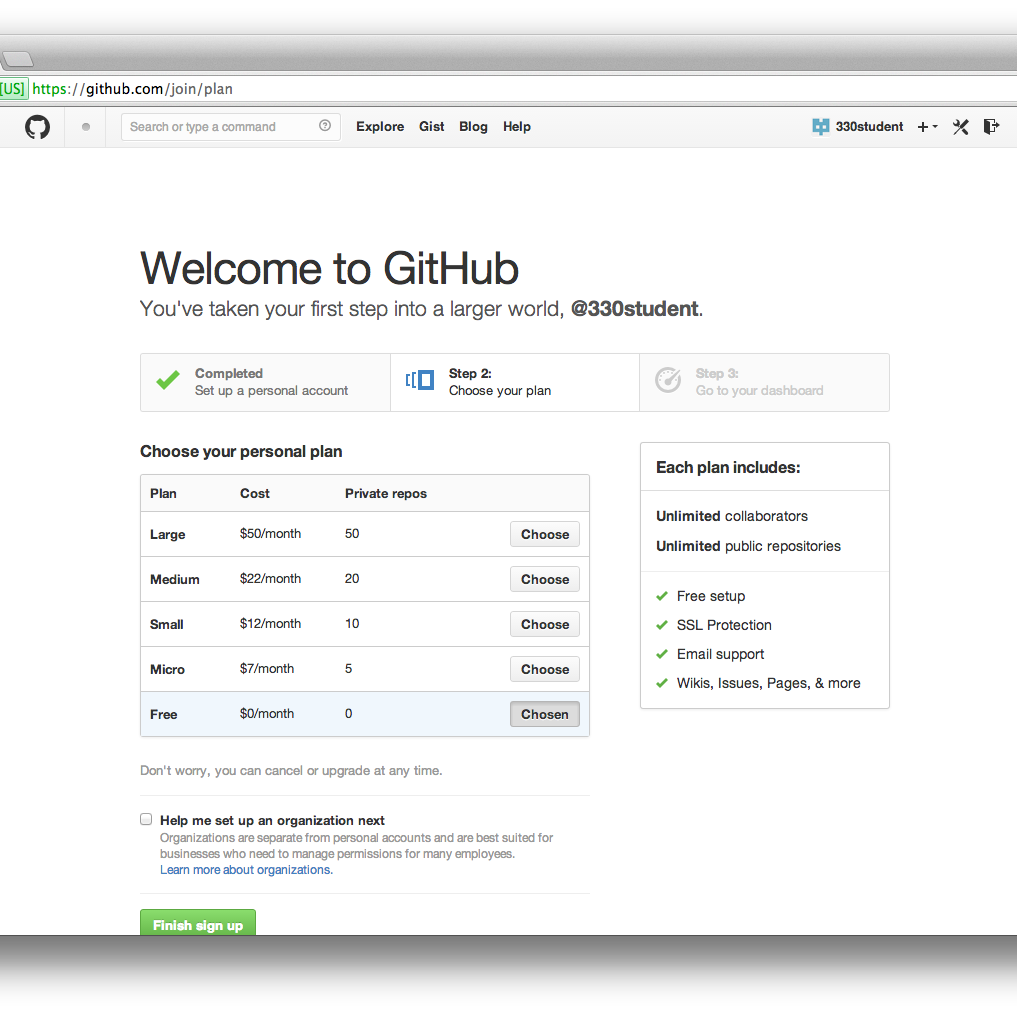 [US] https://github.com/join/plan
Search or type a command
Explore Gist Blog Help
330student
Welcome to GitHub
You've taken your first step into a larger world, @330student.
Completed
Set up a personal account
Step 2:
Choose your plan
Step 3:
Go to your dashboard
Choose your personal plan
Plan Cost Private repos
Large $50/month 50 Choose
Medium $22/month 20 Choose
Small $12/month 10 Choose
Micro $7/month 5 Choose
Free $0/month 0 Chosen
Don't worry, you can cancel or upgrade at any time.
Help me set up an organization next
Organizations are separate from personal accounts and are best suited for
businesses who need to manage permissions for many employees.
Learn more about organizations.
Finish sign up
Each plan includes:
Unlimited collaborators
Unlimited public repositories
Free setup
SSL Protection
Email support
Wikis, Issues, Pages, & more